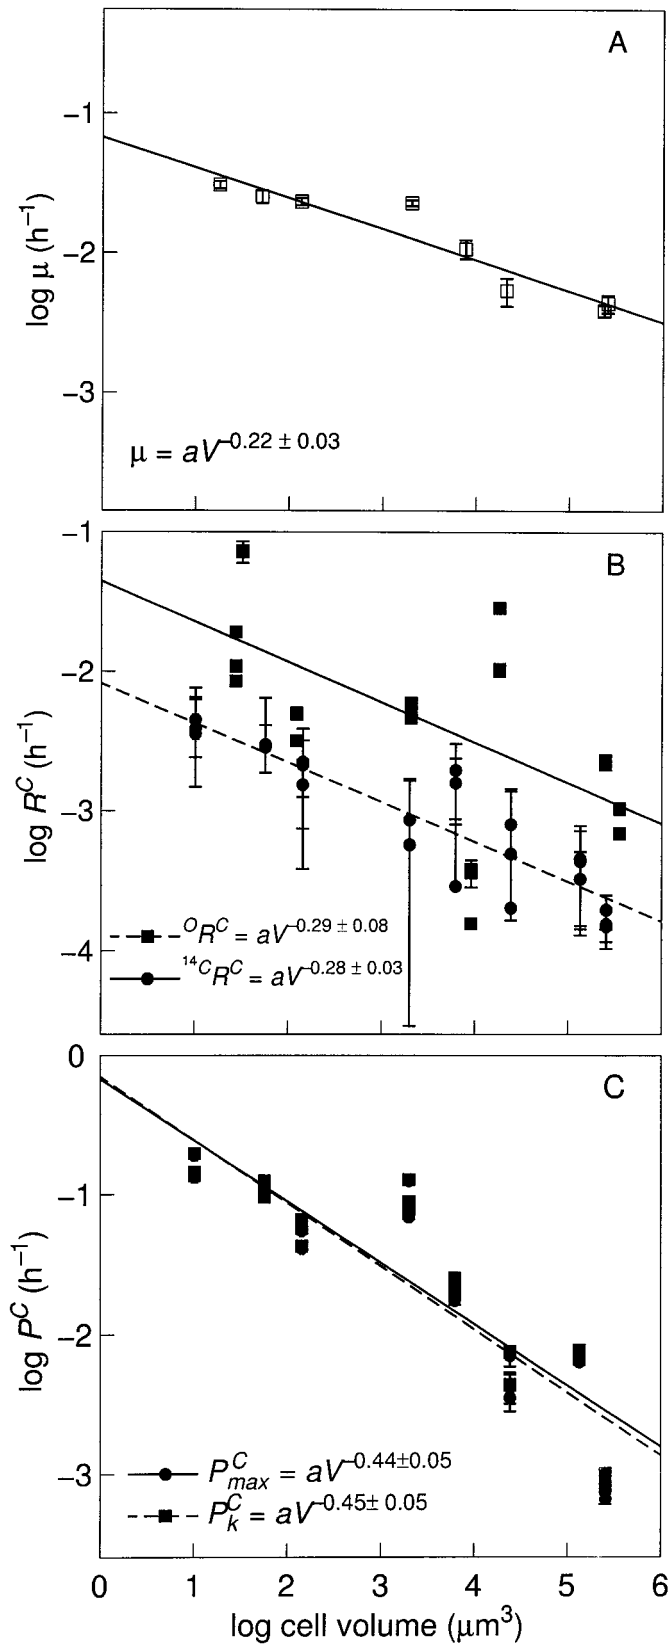 A
−1
−2
−3
log μ (h⁻¹)
μ = aV^−0.22 ± 0.03
−1
B
−2
−3
−4
log R^C (h⁻¹)
^O R^C = aV^−0.29 ± 0.08
^14C R^C = aV^−0.28 ± 0.03
0
C
−1
−2
−3
log P^C (h⁻¹)
P^C_max = aV^−0.44±0.05
P^C_k = aV^−0.45± 0.05
0 1 2 3 4 5 6
log cell volume (μm³)